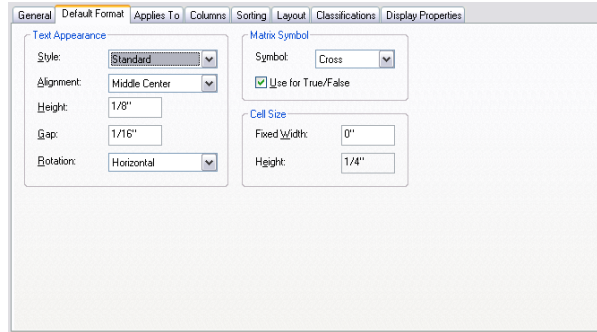 General Default Format Applies To Columns Sorting Layout Classifications Display Properties
Text Appearance
Style: Standard
Alignment: Middle Center
Height: 1/8"
Gap: 1/16"
Rotation: Horizontal
Matrix Symbol
Symbol: Cross
Use for True/False
Cell Size
Fixed Width: 0"
Height: 1/4"